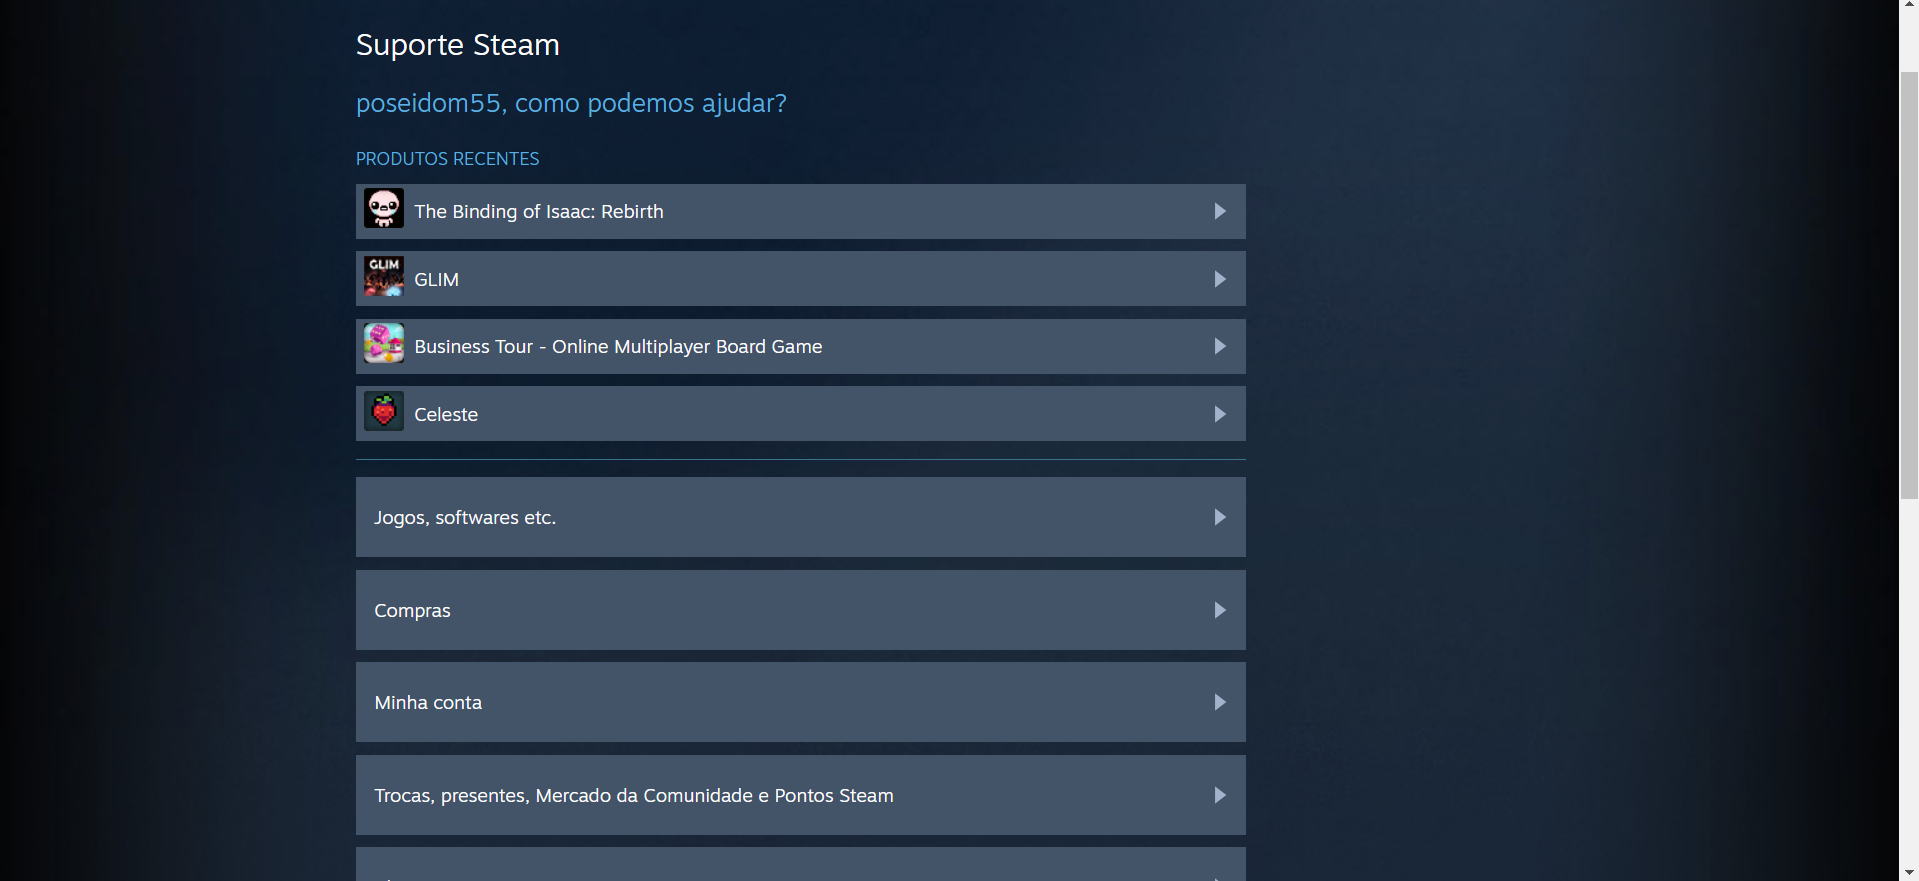 Suporte Steam
poseidom55, como podemos ajudar?
PRODUTOS RECENTES
The Binding of Isaac: Rebirth
GLIM
GLIM
Business Tour - Online Multiplayer Board Game
Celeste
Jogos, softwares etc.
Compras
Minha conta
Trocas, presentes, Mercado da Comunidade e Pontos Steam